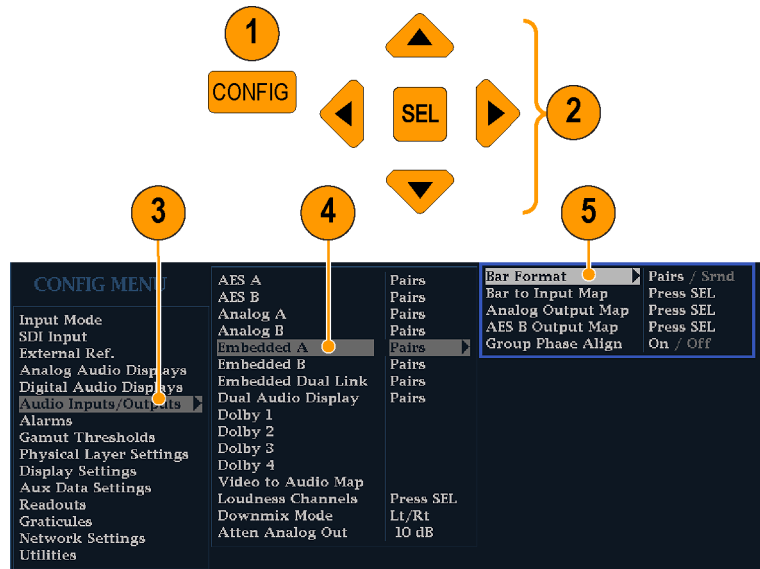 1
CONFIG
SEL
2
3
4
5
CONFIG MENU
Input Mode
SDI Input
External Ref.
Analog Audio Displays
Digital Audio Displays
Audio Inputs/Outputs
Alarms
Gamut Thresholds
Physical Layer Settings
Display Settings
Aux Data Settings
Readouts
Graticules
Network Settings
Utilities
AES A Pairs
AES B Pairs
Analog A Pairs
Analog B Pairs
Embedded A Pairs
Embedded B Pairs
Embedded Dual Link Pairs
Dual Audio Display Pairs
Dolby 1
Dolby 2
Dolby 3
Dolby 4
Video to Audio Map
Loudness Channels Press SEL
Downmix Mode Lt/Rt
Atten Analog Out 10 dB
Bar Format Pairs / Srnd
Bar to Input Map Press SEL
Analog Output Map Press SEL
AES B Output Map Press SEL
Group Phase Align On / Off